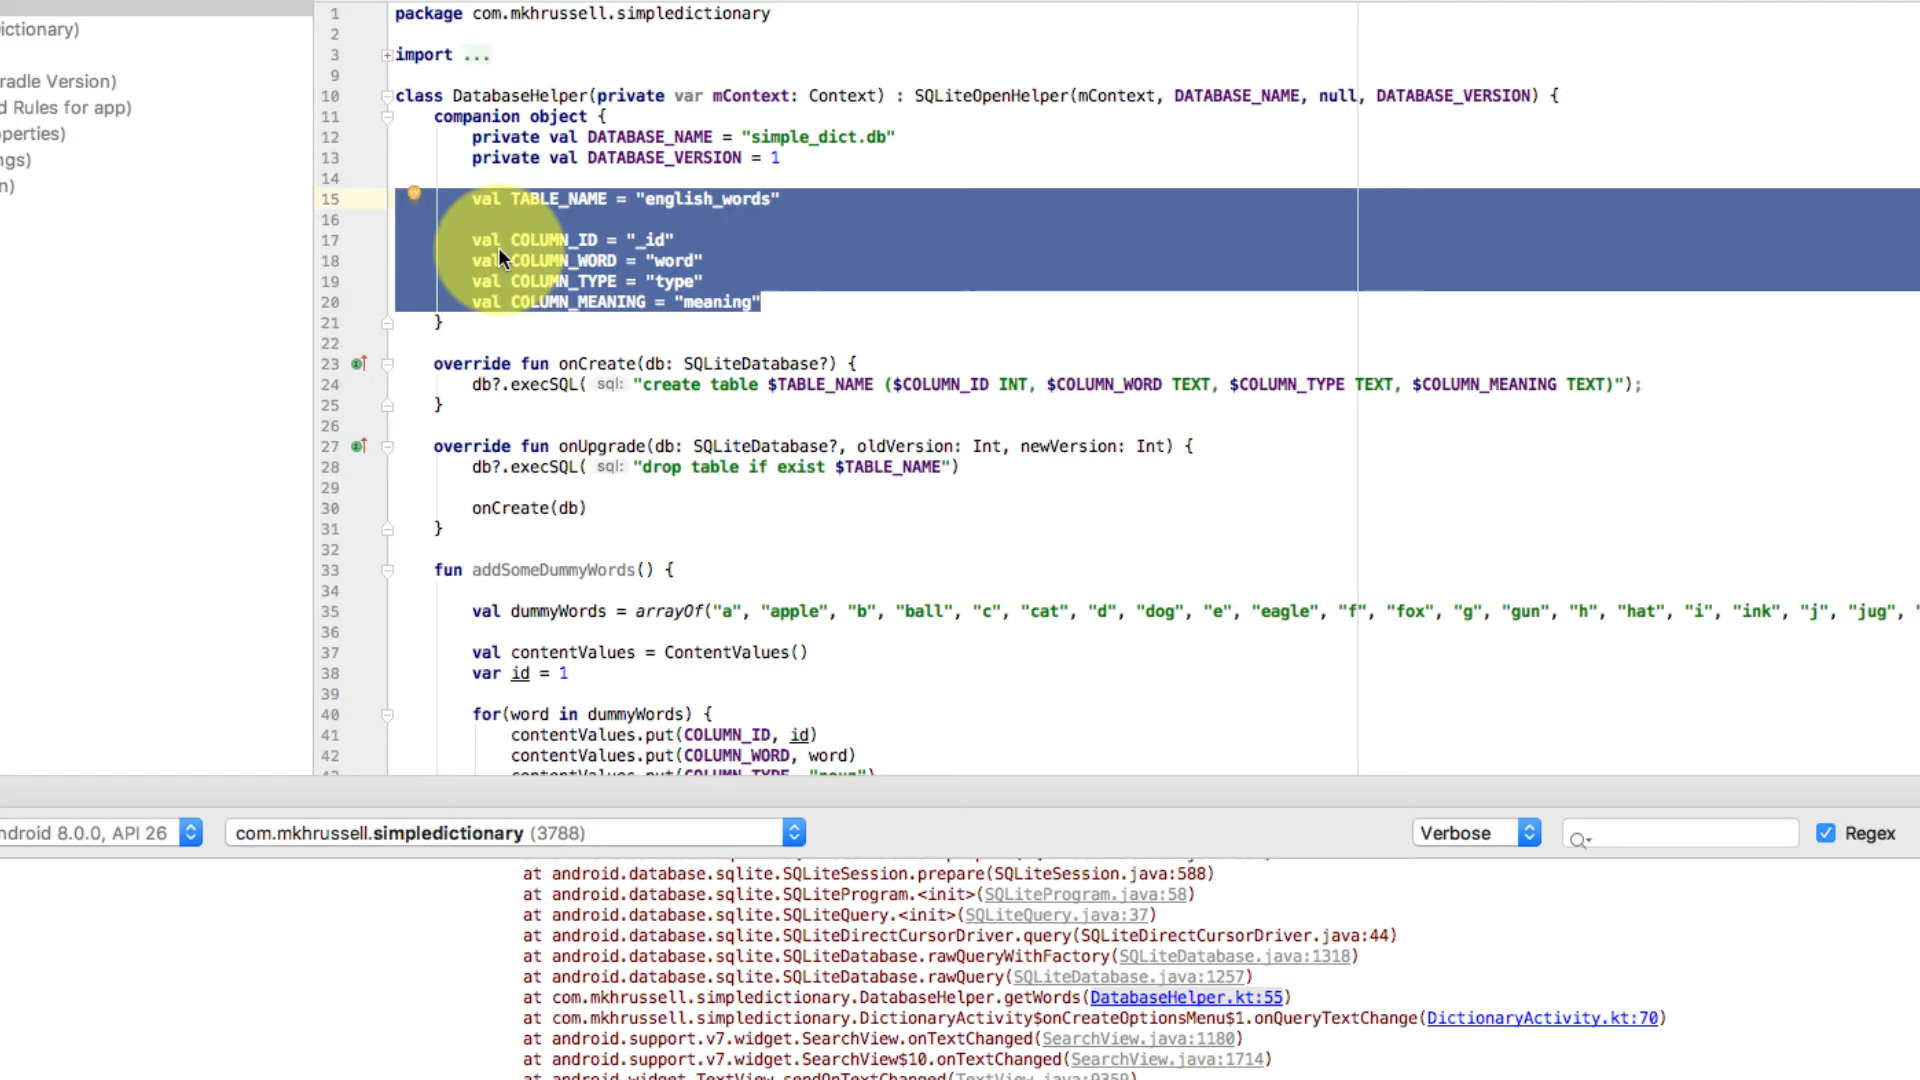 ictionary)
radle Version)
d Rules for app)
perties)
ngs)
n)
1 package com.mkhrussell.simpledictionary
2
3 import ...
9
10 class DatabaseHelper(private var mContext: Context) : SQLiteOpenHelper(mContext, DATABASE_NAME, null, DATABASE_VERSION) {
11 companion object {
12 private val DATABASE_NAME = "simple_dict.db"
13 private val DATABASE_VERSION = 1
14
15 val TABLE_NAME = "english_words"
16
17 val COLUMN_ID = "_id"
18 val COLUMN_WORD = "word"
19 val COLUMN_TYPE = "type"
20 val COLUMN_MEANING = "meaning"
21 }
22
23 override fun onCreate(db: SQLiteDatabase?) {
24 db?.execSQL( sql: "create table $TABLE_NAME ($COLUMN_ID INT, $COLUMN_WORD TEXT, $COLUMN_TYPE TEXT, $COLUMN_MEANING TEXT)");
25 }
26
27 override fun onUpgrade(db: SQLiteDatabase?, oldVersion: Int, newVersion: Int) {
28 db?.execSQL( sql: "drop table if exist $TABLE_NAME")
29
30 onCreate(db)
31 }
32
33 fun addSomeDummyWords() {
34
35 val dummyWords = arrayOf("a", "apple", "b", "ball", "c", "cat", "d", "dog", "e", "eagle", "f", "fox", "g", "gun", "h", "hat", "i", "ink", "j", "jug", "
36
37 val contentValues = ContentValues()
38 var id = 1
39
40 for(word in dummyWords) {
41 contentValues.put(COLUMN_ID, id)
42 contentValues.put(COLUMN_WORD, word)
contentValues.put(COLUMN_TYPE, "noun")
ndroid 8.0.0, API 26 com.mkhrussell.simpledictionary (3788) Verbose Regex
at android.database.sqlite.SQLiteSession.prepare(SQLiteSession.java:588)
at android.database.sqlite.SQLiteProgram.<init>(SQLiteProgram.java:58)
at android.database.sqlite.SQLiteQuery.<init>(SQLiteQuery.java:37)
at android.database.sqlite.SQLiteDirectCursorDriver.query(SQLiteDirectCursorDriver.java:44)
at android.database.sqlite.SQLiteDatabase.rawQueryWithFactory(SQLiteDatabase.java:1318)
at android.database.sqlite.SQLiteDatabase.rawQuery(SQLiteDatabase.java:1257)
at com.mkhrussell.simpledictionary.DatabaseHelper.getWords(DatabaseHelper.kt:55)
at com.mkhrussell.simpledictionary.DictionaryActivity$onCreateOptionsMenu$1.onQueryTextChange(DictionaryActivity.kt:70)
at android.support.v7.widget.SearchView.onTextChanged(SearchView.java:1180)
at android.support.v7.widget.SearchView$10.onTextChanged(SearchView.java:1714)
at android.widget.TextView.sendOnTextChanged(TextView.java:9359)